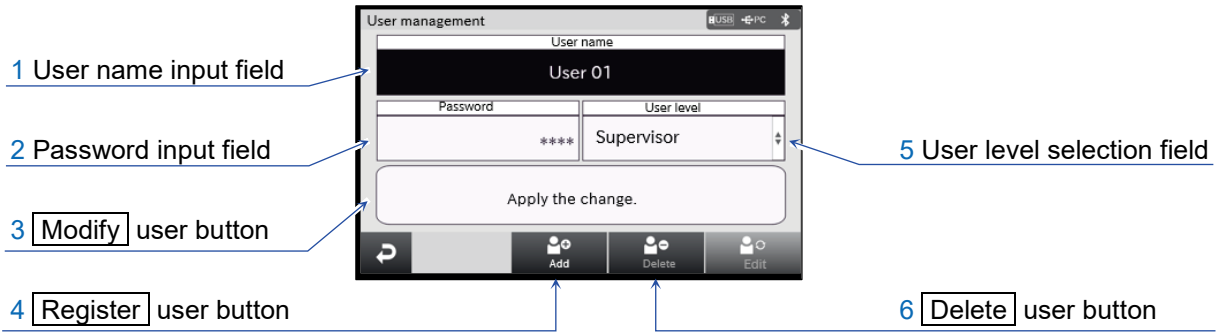 User management
USB PC
User name
User 01
Password
User level
****
Supervisor
Apply the change.
Add
Delete
Edit
1 User name input field
2 Password input field
3 Modify user button
4 Register user button
5 User level selection field
6 Delete user button